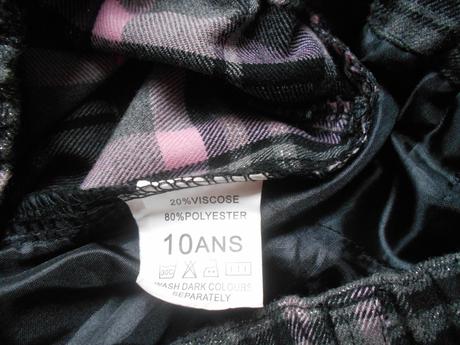 20%VISCOSE
80%POLYESTER
10ANS
WASH DARK COLOURS
SEPARATELY